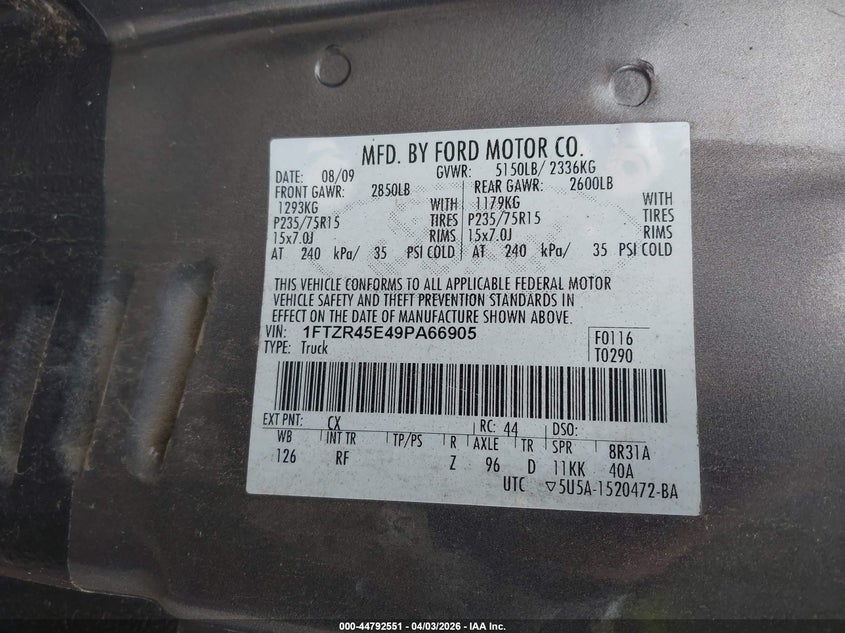 MFD. BY FORD MOTOR CO.
DATE: 08/09 GVWR: 5150LB/ 2336KG
FRONT GAWR: 2850LB REAR GAWR: 2600LB
1293KG WITH 1179KG WITH
P235/75R15 TIRES P235/75R15 TIRES
15x7.0J RIMS 15x7.0J RIMS
AT 240 kPa/ 35 PSI COLD AT 240 kPa/ 35 PSI COLD
THIS VEHICLE CONFORMS TO ALL APPLICABLE FEDERAL MOTOR
VEHICLE SAFETY AND THEFT PREVENTION STANDARDS IN
EFFECT ON THE DATE OF MANUFACTURE SHOWN ABOVE.
VIN: 1FTZR45E49PA66905 F0116
TYPE: Truck T0290
EXT PNT: CX RC: 44 DSO:
WB INT TR TP/PS R AXLE TR SPR 8R31A
126 RF Z 96 D 11KK 40A
UTC ▽5U5A-1520472-BA
000-44792551 - 04/03/2026 - IAA Inc.